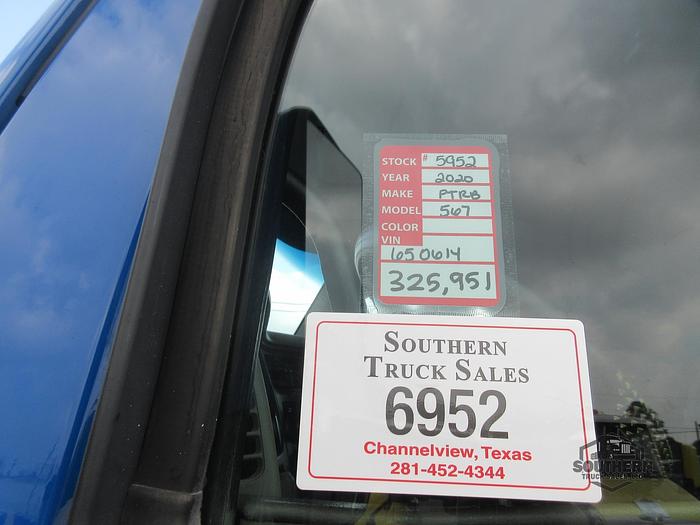 STOCK # 5952
YEAR 2020
MAKE PTRB
MODEL 567
COLOR
VIN
1650614
325,951
SOUTHERN
TRUCK SALES
6952
Channelview, Texas
281-452-4344
SOUTHERN